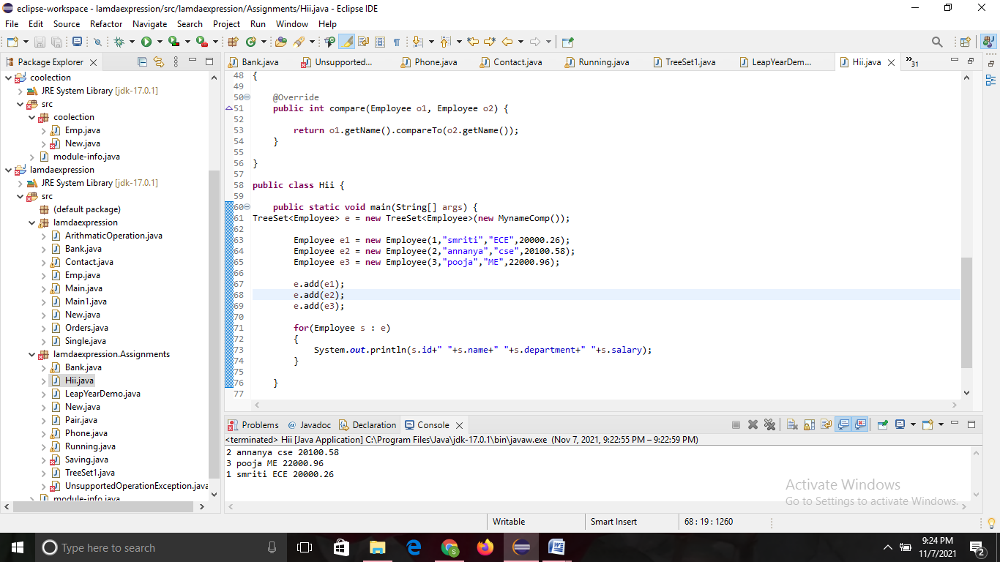 eclipse-workspace - lamdaexpression/src/lamdaexpression/Assignments/Hii.java - Eclipse IDE
File Edit Source Refactor Navigate Search Project Run Window Help
Package Explorer
coolection
JRE System Library [jdk-17.0.1]
src
coolection
Emp.java
New.java
module-info.java
lamdaexpression
JRE System Library [jdk-17.0.1]
src
(default package)
lamdaexpression
ArithmaticOperation.java
Bank.java
Contact.java
Emp.java
Main.java
Main1.java
New.java
Orders.java
Single.java
lamdaexpression.Assignments
Bank.java
Hii.java
LeapYearDemo.java
New.java
Pair.java
Phone.java
Running.java
Saving.java
TreeSet1.java
UnsupportedOperationException.java
module-info.java
Bank.java Unsupported... Phone.java Contact.java Running.java TreeSet1.java LeapYearDem... Hii.java »31
48 {
49
50 @Override
51 public int compare(Employee o1, Employee o2) {
52
53 return o1.getName().compareTo(o2.getName());
54 }
55
56 }
57
58 public class Hii {
59
60 public static void main(String[] args) {
61 TreeSet<Employee> e = new TreeSet<Employee>(new MynameComp());
62
63 Employee e1 = new Employee(1,"smriti","ECE",20000.26);
64 Employee e2 = new Employee(2,"annanya","cse",20100.58);
65 Employee e3 = new Employee(3,"pooja","ME",22000.96);
66
67 e.add(e1);
68 e.add(e2);
69 e.add(e3);
70
71 for(Employee s : e)
72 {
73 System.out.println(s.id+" "+s.name+" "+s.department+" "+s.salary);
74 }
75
76 }
77
Problems @ Javadoc Declaration Console
<terminated> Hii [Java Application] C:\Program Files\Java\jdk-17.0.1\bin\javaw.exe (Nov 7, 2021, 9:22:55 PM – 9:22:59 PM)
2 annanya cse 20100.58
3 pooja ME 22000.96
1 smriti ECE 20000.26
Activate Windows
Go to Settings to activate Windows.
Writable Smart Insert 68 : 19 : 1260
Type here to search
9:24 PM
11/7/2021
2